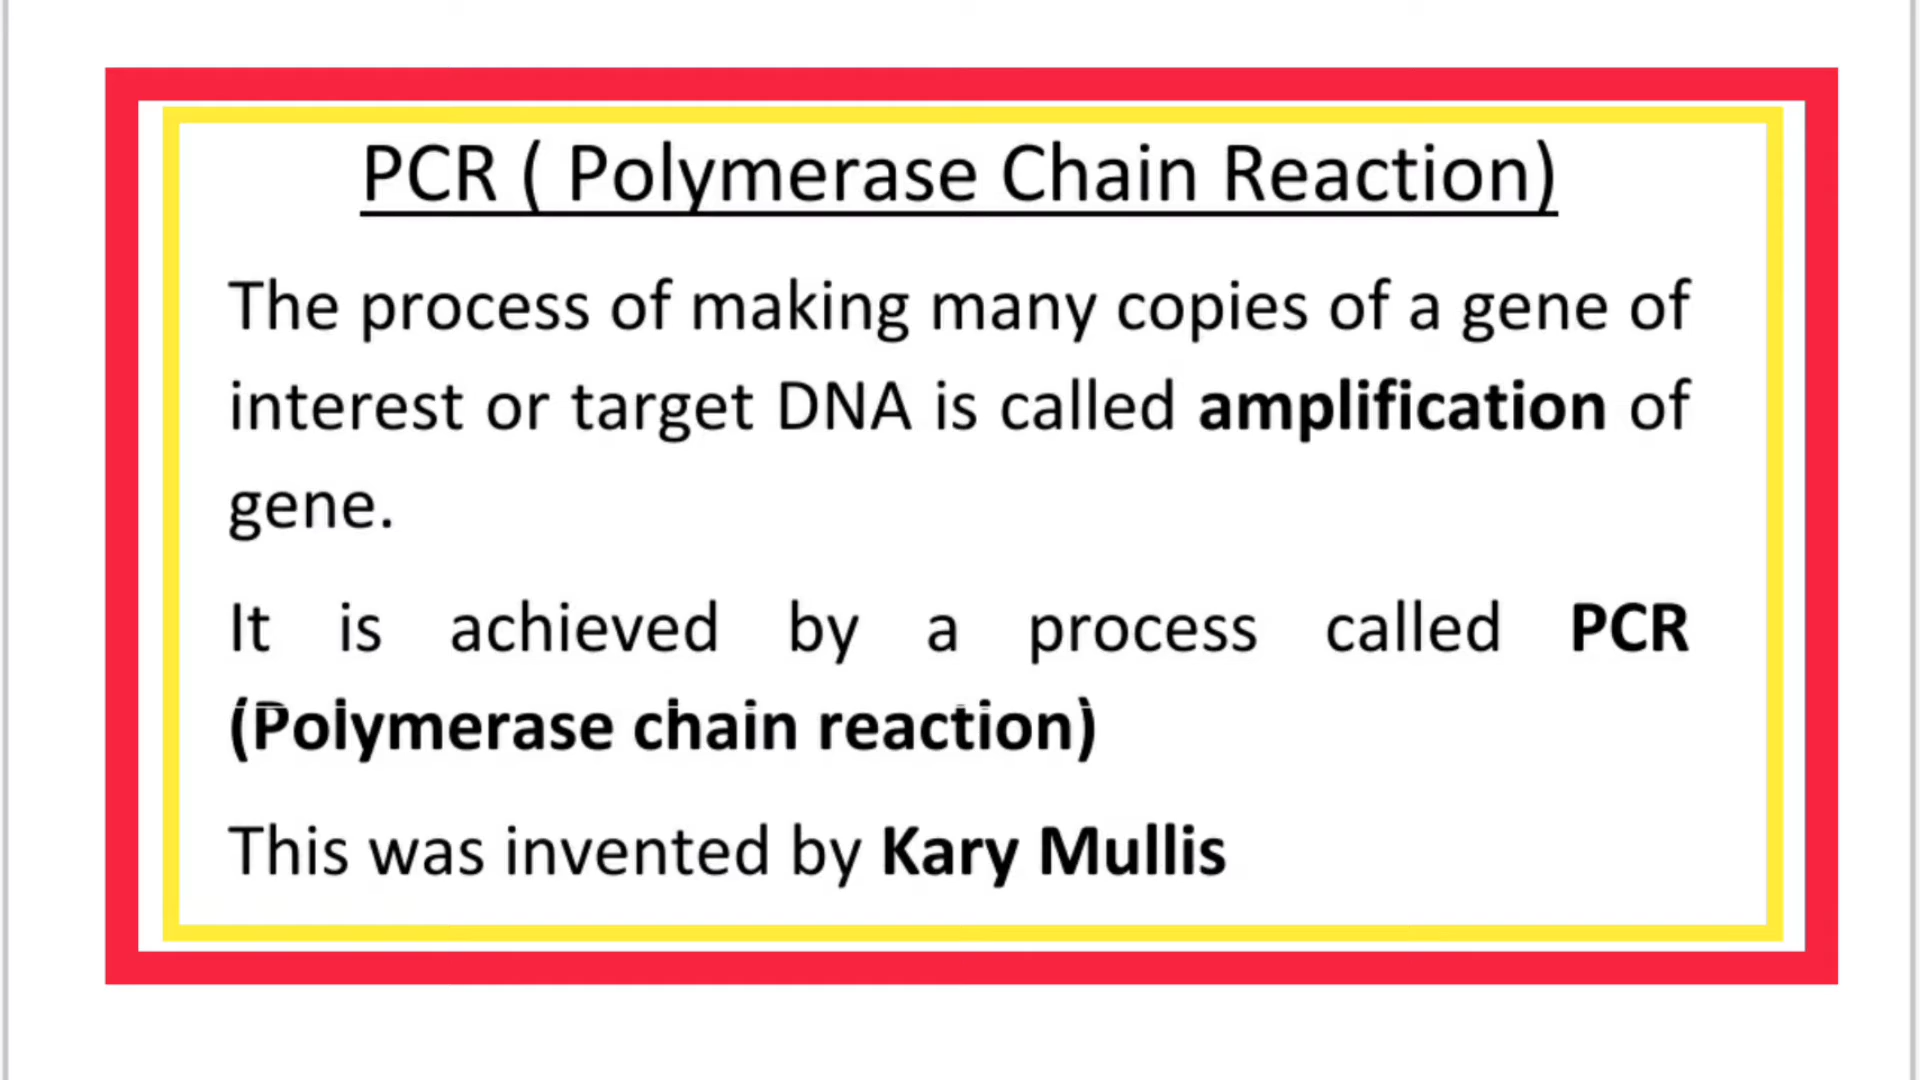 PCR ( Polymerase Chain Reaction)
The process of making many copies of a gene of
interest or target DNA is called amplification of
gene.
It is achieved by a process called PCR
(Polymerase chain reaction)
This was invented by Kary Mullis